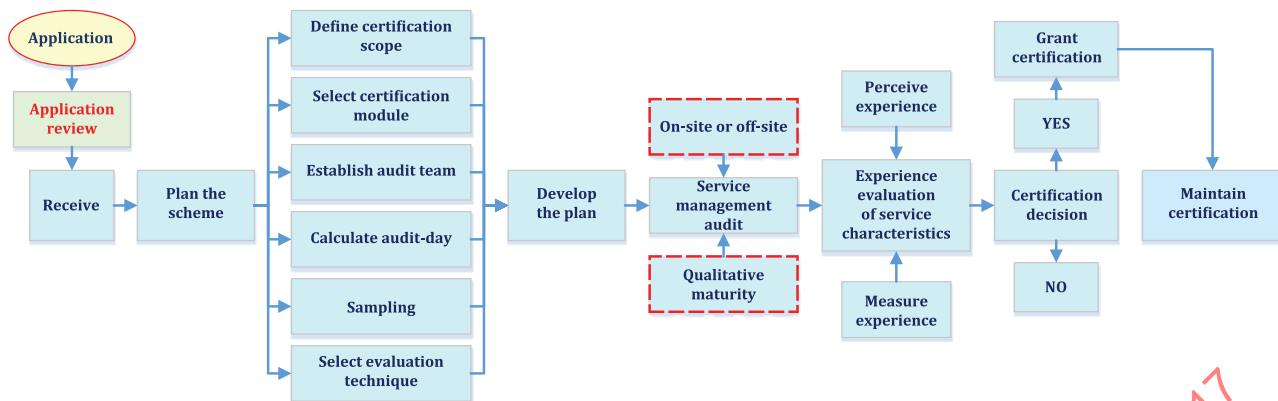 Application
Application
review
Receive
Plan the
scheme
Define certification
scope
Select certification
module
Establish audit team
Calculate audit-day
Sampling
Select evaluation
technique
Develop
the plan
On-site or off-site
Service
management
audit
Qualitative
maturity
Perceive
experience
Experience
evaluation
of service
characteristics
Measure
experience
Grant
certification
YES
Certification
decision
NO
Maintain
certification
17